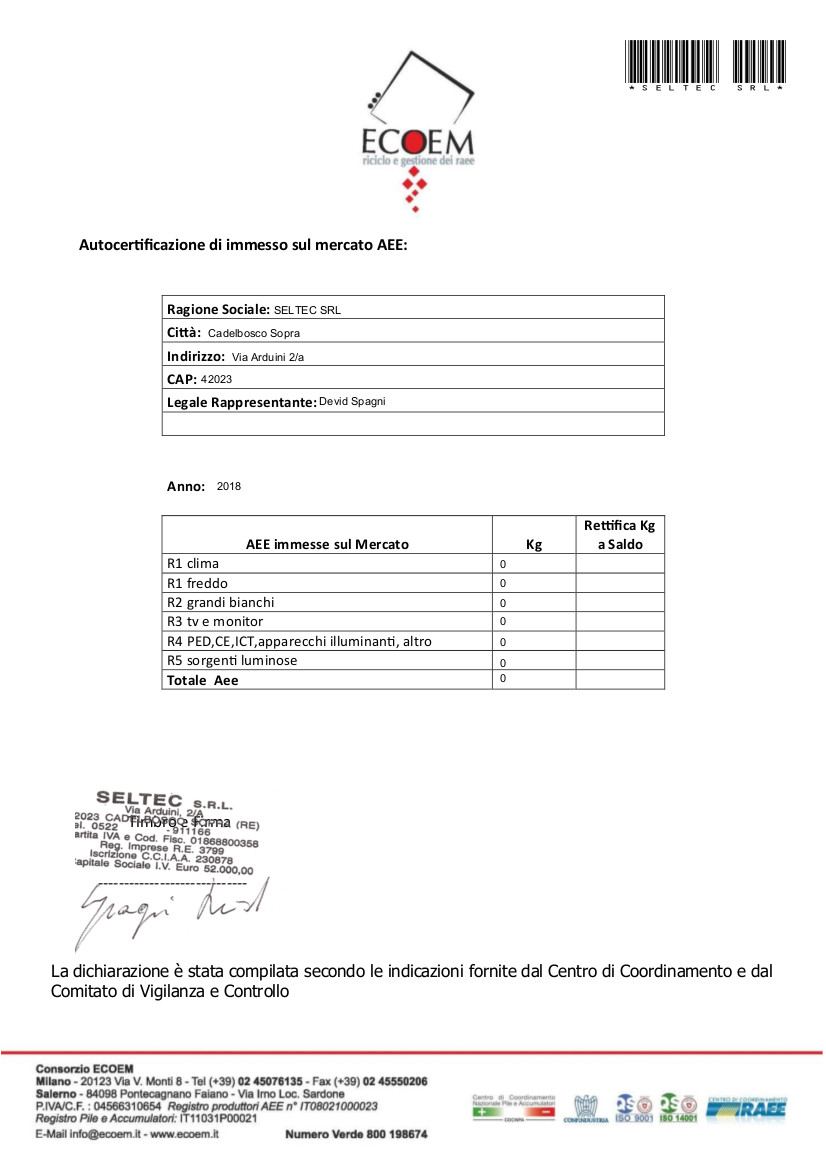 *SELTEC SRL*
ECOEM
riciclo e gestione dei raee
Autocertificazione di immesso sul mercato AEE:
Ragione Sociale: SELTEC SRL
Città: Cadelbosco Sopra
Indirizzo: Via Arduini 2/a
CAP: 42023
Legale Rappresentante: Devid Spagni
Anno: 2018
AEE immesse sul Mercato Kg Rettifica Kg a Saldo
R1 clima 0
R1 freddo 0
R2 grandi bianchi 0
R3 tv e monitor 0
R4 PED,CE,ICT,apparecchi illuminanti, altro 0
R5 sorgenti luminose 0
Totale Aee 0
SELTEC S.R.L.
Via Arduini, 2/A
2023 (RE)
Timbro e Firma
el. 0522 - 911166
artita IVA e Cod. Fisc. 01868800358
Reg. Imprese R.E. 3799
Iscrizione C.C.I.A.A. 230878
apitale Sociale I.V. Euro 52.000,00
Spagni
La dichiarazione è stata compilata secondo le indicazioni fornite dal Centro di Coordinamento e dal
Comitato di Vigilanza e Controllo
Consorzio ECOEM
Milano - 20123 Via V. Monti 8 - Tel (+39) 02 45076135 - Fax (+39) 02 45550206
Salerno - 84098 Pontecagnano Faiano - Via Irno Loc. Sardone
P.IVA/C.F. : 04566310654 Registro produttori AEE n° IT08021000023
Registro Pile e Accumulatori: IT11031P00021
E-Mail info@ecoem.it - www.ecoem.it Numero Verde 800 198674
Centro di Coordinamento
Nazionale Pile e Accumulatori
CONFINDUSTRIA
ISO 9001
ISO 14001
CENTRO DI COORDINAMENTO
RAEE